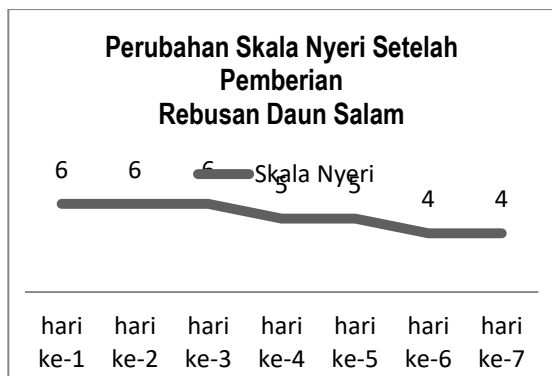 Perubahan Skala Nyeri Setelah
Pemberian
Rebusan Daun Salam
6 6 6 5 5 4 4
Skala Nyeri
hari hari hari hari hari hari hari
ke-1 ke-2 ke-3 ke-4 ke-5 ke-6 ke-7